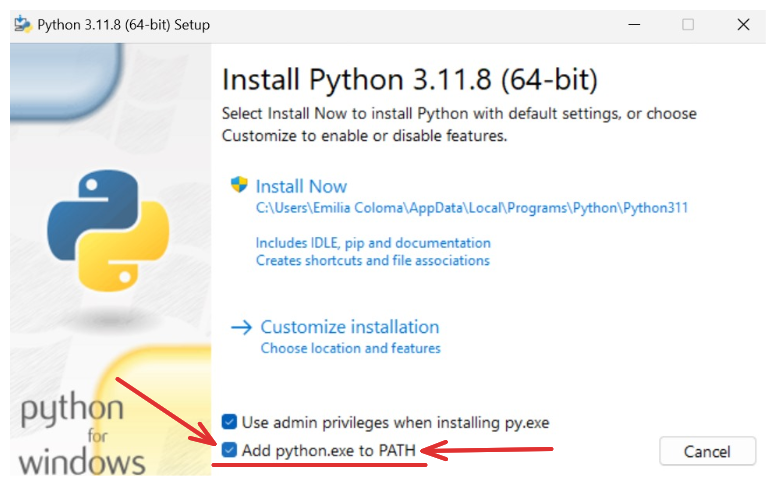 Python 3.11.8 (64-bit) Setup
Install Python 3.11.8 (64-bit)
Select Install Now to install Python with default settings, or choose
Customize to enable or disable features.
Install Now
C:\Users\Emilia Coloma\AppData\Local\Programs\Python\Python311
Includes IDLE, pip and documentation
Creates shortcuts and file associations
Customize installation
Choose location and features
python
for
windows
Use admin privileges when installing py.exe
Add python.exe to PATH
Cancel